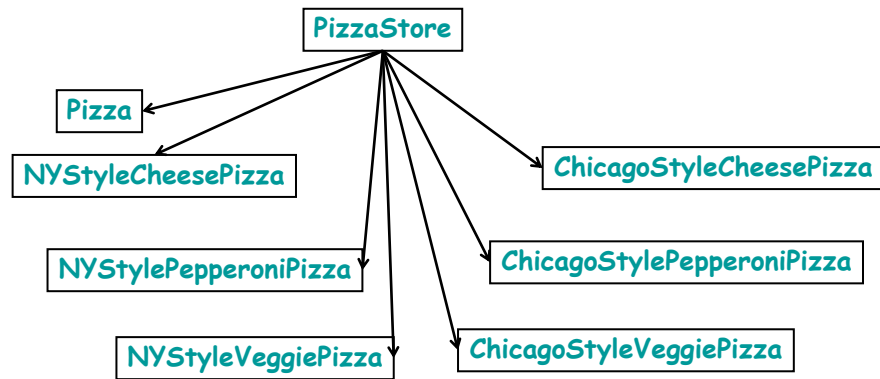 PizzaStore
Pizza
NYStyleCheesePizza
ChicagoStyleCheesePizza
NYStylePepperoniPizza
ChicagoStylePepperoniPizza
NYStyleVeggiePizza
ChicagoStyleVeggiePizza